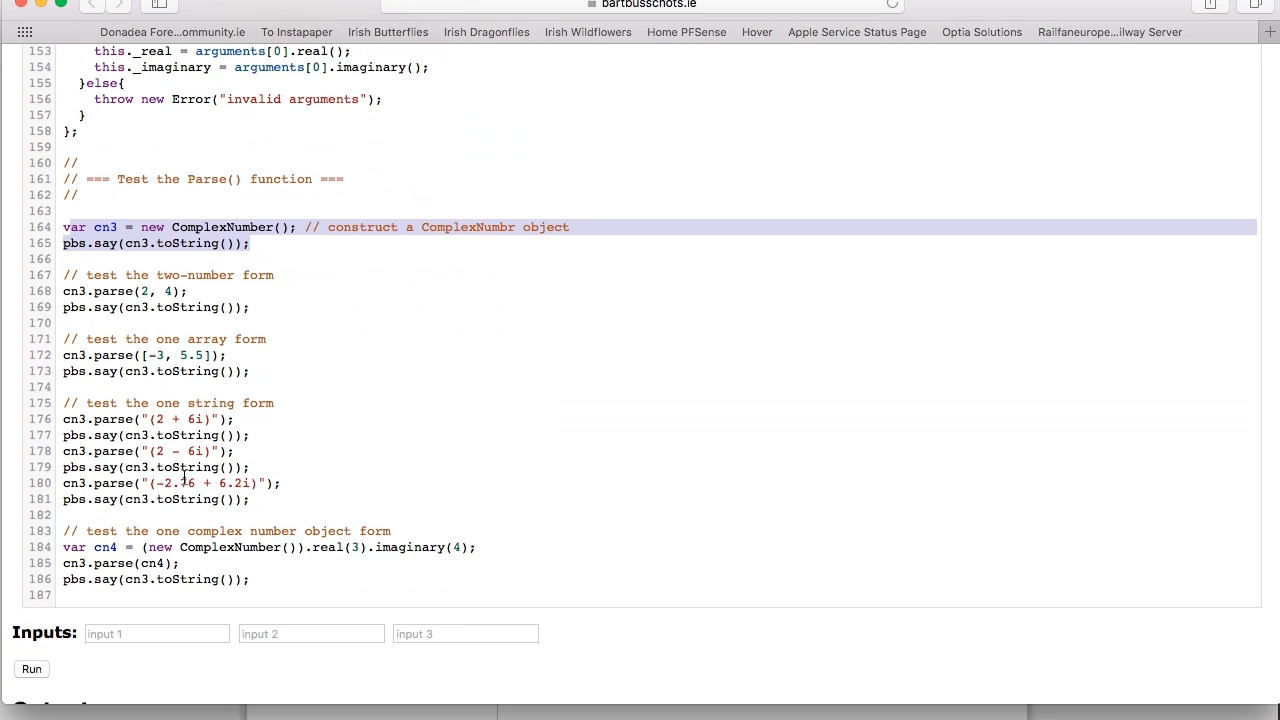 bartbusschots.ie
Donadea Fore...ommunity.ie To Instapaper Irish Butterflies Irish Dragonflies Irish Wildflowers Home PFSense Hover Apple Service Status Page Optia Solutions Railfaneurope...ilway Server
153 this._real = arguments[0].real();
154 this._imaginary = arguments[0].imaginary();
155 }else{
156 throw new Error("invalid arguments");
157 }
158 };
159
160 //
161 // === Test the Parse() function ===
162 //
163
164 var cn3 = new ComplexNumber(); // construct a ComplexNumbr object
165 pbs.say(cn3.toString());
166
167 // test the two-number form
168 cn3.parse(2, 4);
169 pbs.say(cn3.toString());
170
171 // test the one array form
172 cn3.parse([-3, 5.5]);
173 pbs.say(cn3.toString());
174
175 // test the one string form
176 cn3.parse("(2 + 6i)");
177 pbs.say(cn3.toString());
178 cn3.parse("(2 - 6i)");
179 pbs.say(cn3.toString());
180 cn3.parse(" + 6.2i)");
181 pbs.say(cn3.toString());
182
183 // test the one complex number object form
184 var cn4 = (new ComplexNumber()).real(3).imaginary(4);
185 cn3.parse(cn4);
186 pbs.say(cn3.toString());
187
Inputs: input 1 input 2 input 3
Run